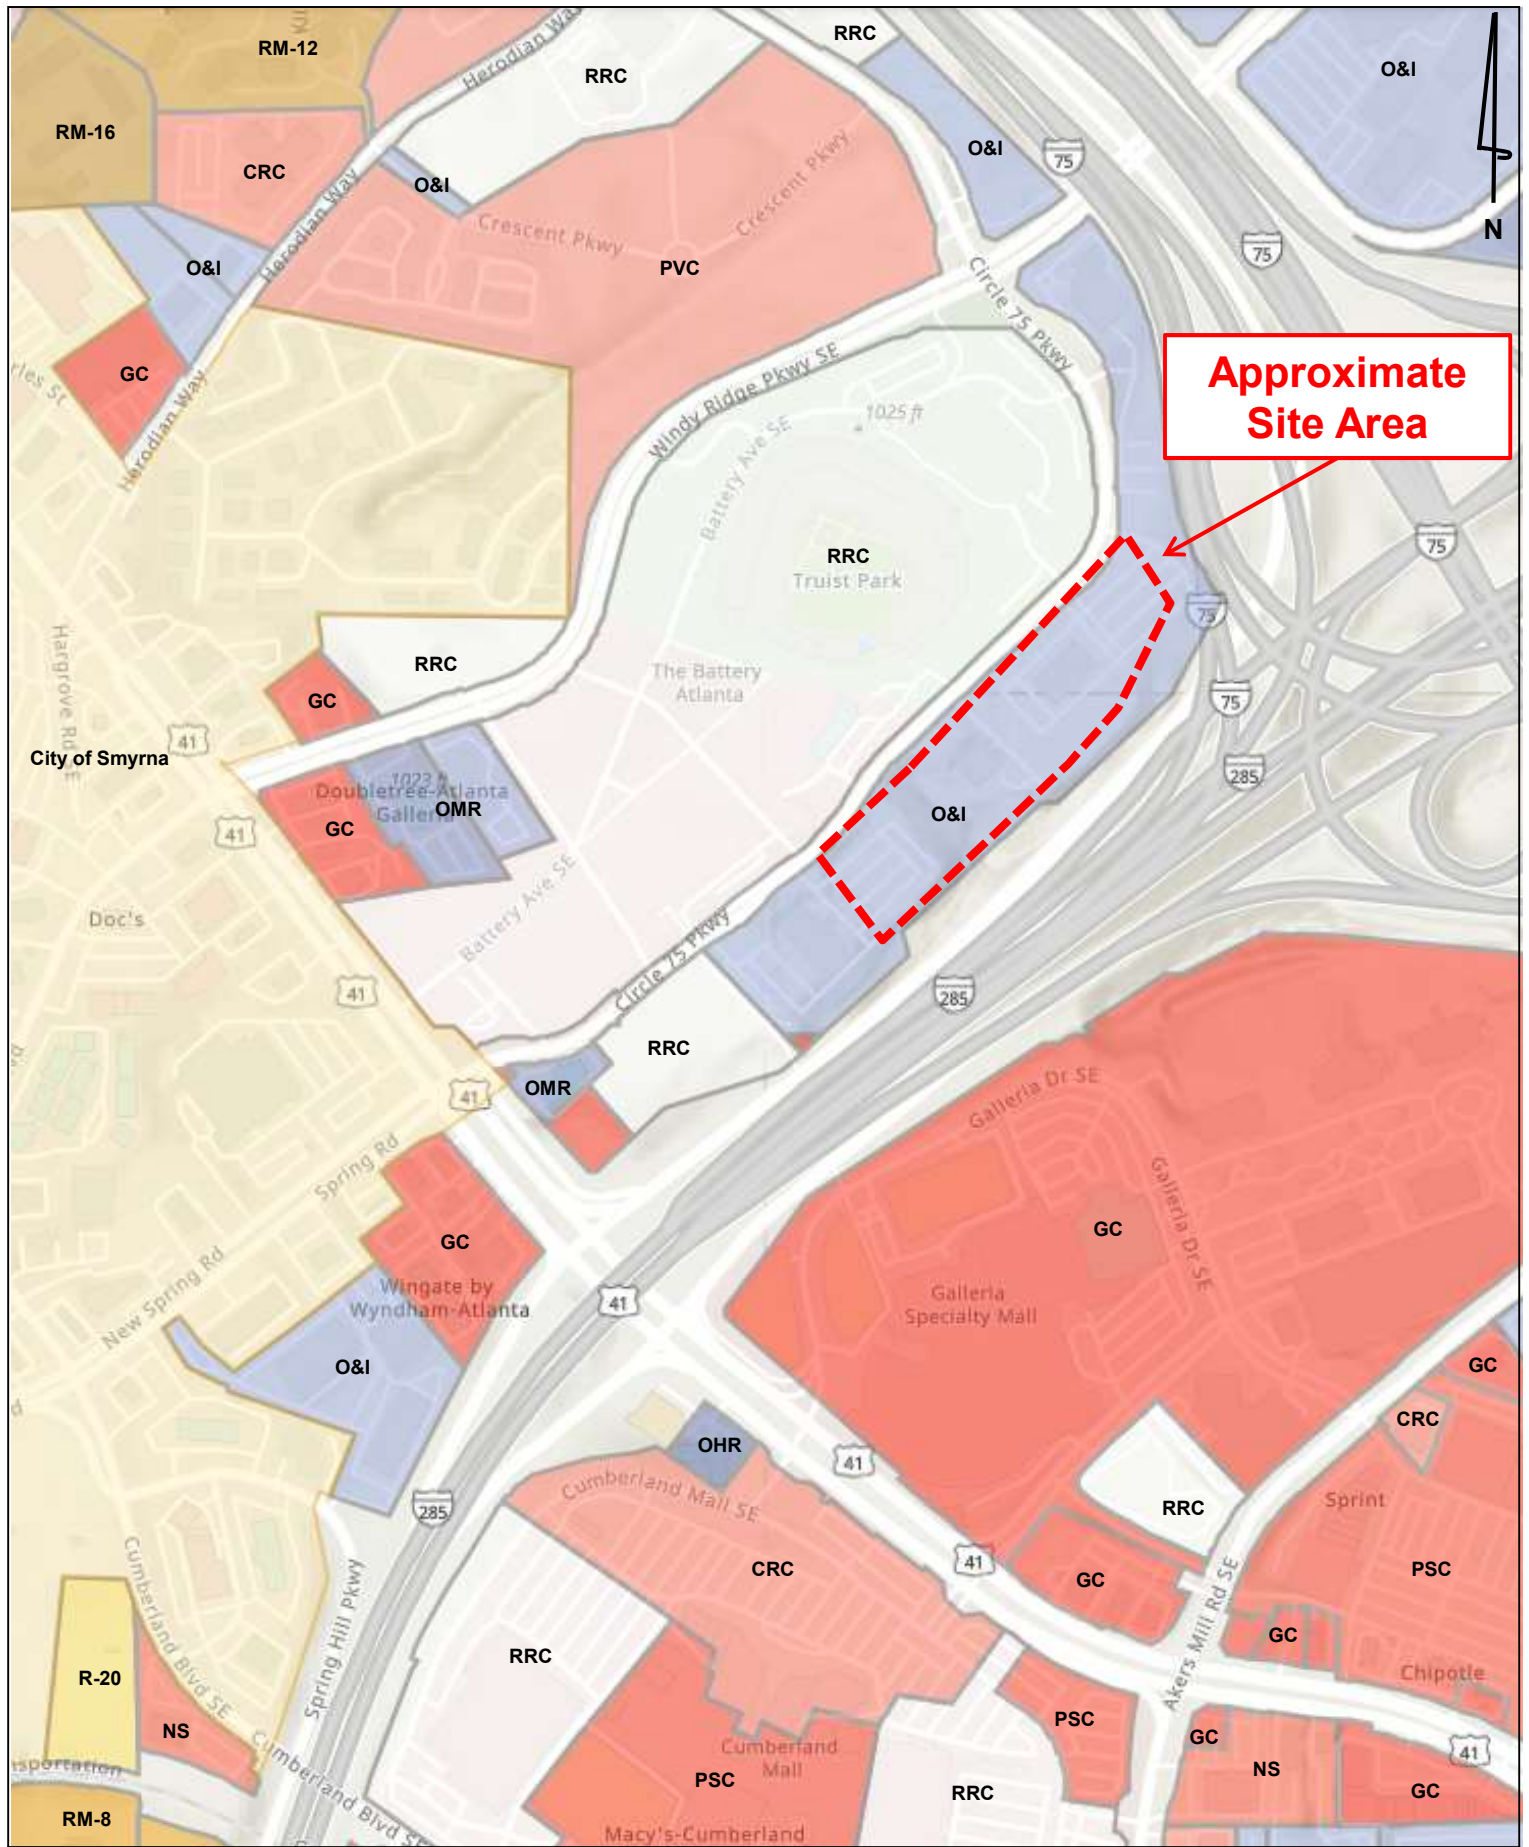 RRC
RM-12
Herodian Way
RRC
O&I
RM-16
CRC
O&I
75
O&I
Herodian Way
Crescent Pkwy
Crescent Pkwy
N
75
O&I
PVC
Circle 75 Pkwy
Approximate
Site Area
GC
Windy Ridge Pkwy SE
Herodian Way
1025 ft
Battery Ave SE
75
RRC
Truist Park
75
Hargrove Rd SE
RRC
The Battery
Atlanta
GC
75
41
City of Smyrna
285
1023 ft
Doubletree-Atlanta
Galleria
OMR
GC
41
O&I
Doc's
Battery Ave SE
Circle 75 Pkwy
41
285
RRC
OMR
41
Galleria Dr SE
Spring Rd
Galleria Dr SE
GC
GC
New Spring Rd
Wingate by
Wyndham-Atlanta
41
Galleria
Specialty Mall
O&I
GC
CRC
OHR
41
Cumberland Mall SE
285
RRC
Sprint
41
CRC
GC
PSC
Cumberland Blvd SE
Spring Hill Pkwy
Akers Mill Rd SE
GC
RRC
R-20
Chipotle
NS
PSC
GC
Cumberland
Mall
41
Cumberland Blvd SE
PSC
NS
GC
RRC
RM-8
Macy's-Cumberland